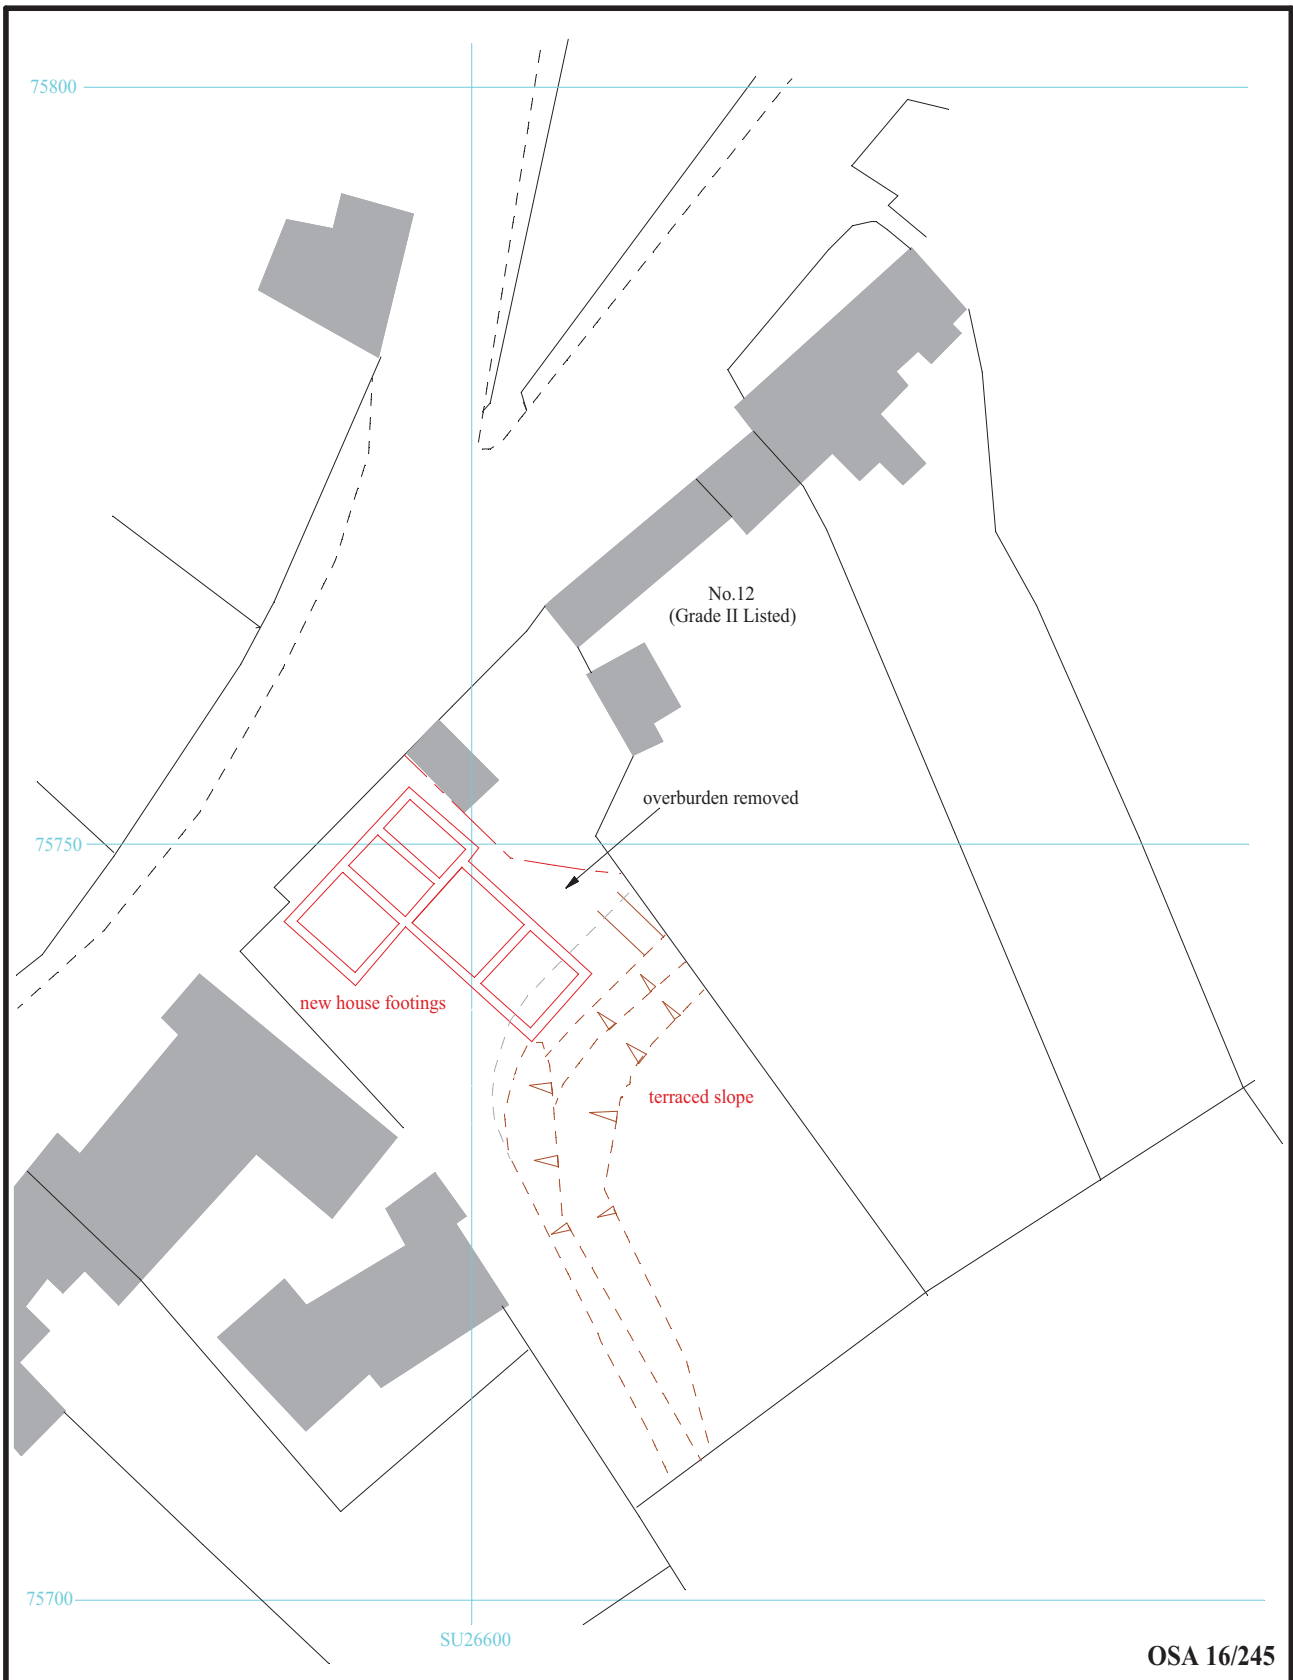 75800
No.12
(Grade II Listed)
overburden removed
75750
new house footings
terraced slope
75700
SU26600
OSA 16/245